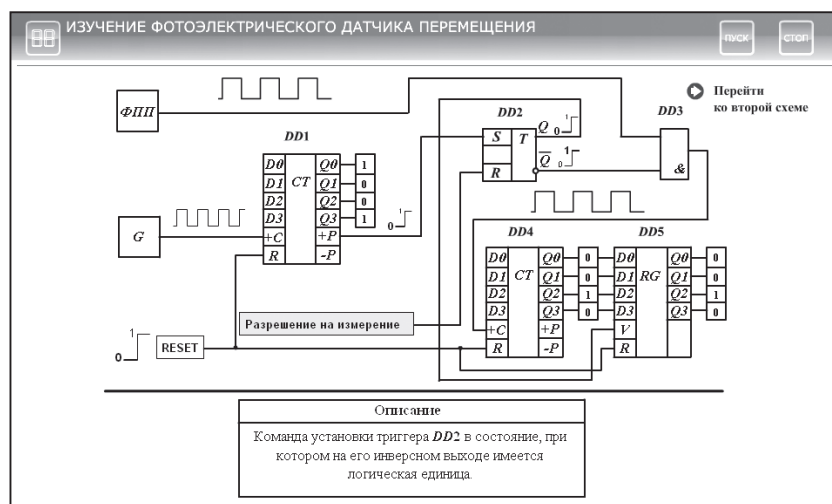 ИЗУЧЕНИЕ ФОТОЭЛЕКТРИЧЕСКОГО ДАТЧИКА ПЕРЕМЕЩЕНИЯ
ПУСК
СТОП
Перейти
ко второй схеме
ФПП
DD1
D0 CT Q0 1
D1 Q1 0
D2 Q2 0
D3 Q3 1
+C +P
R -P
0 1
G
DD2
S T
R
Q 0 1
Q̅ 0 1
DD3
&
DD4
D0 CT Q0 0
D1 Q1 0
D2 Q2 1
D3 Q3 0
+C +P
R -P
DD5
D0 RG Q0 0
D1 Q1 0
D2 Q2 1
D3 Q3 0
V
R
Разрешение на измерение
1
0
RESET
Описание
Команда установки триггера DD2 в состояние, при
котором на его инверсном выходе имеется
логическая единица.